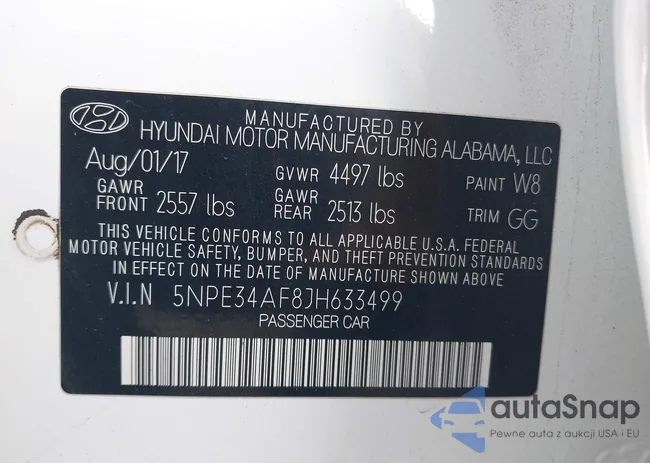 MANUFACTURED BY
HYUNDAI MOTOR MANUFACTURING ALABAMA, LLC
Aug/01/17 GVWR 4497 lbs PAINT W8
GAWR FRONT 2557 lbs GAWR REAR 2513 lbs TRIM GG
THIS VEHICLE CONFORMS TO ALL APPLICABLE U.S.A. FEDERAL
MOTOR VEHICLE SAFETY, BUMPER, AND THEFT PREVENTION STANDARDS
IN EFFECT ON THE DATE OF MANUFACTURE SHOWN ABOVE
V.I.N 5NPE34AF8JH633499
PASSENGER CAR
autaSnap
Pewne auta z aukcji USA i EU